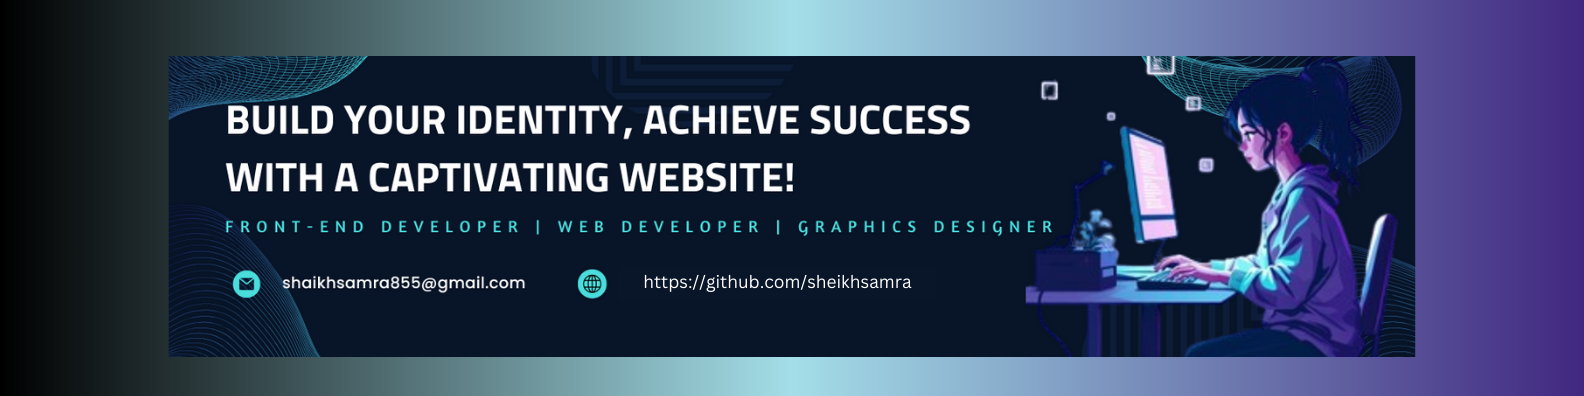 BUILD YOUR IDENTITY, ACHIEVE SUCCESS
WITH A CAPTIVATING WEBSITE!
FRONT-END DEVELOPER | WEB DEVELOPER | GRAPHICS DESIGNER
shaikhsamra855@gmail.com https://github.com/sheikhsamra